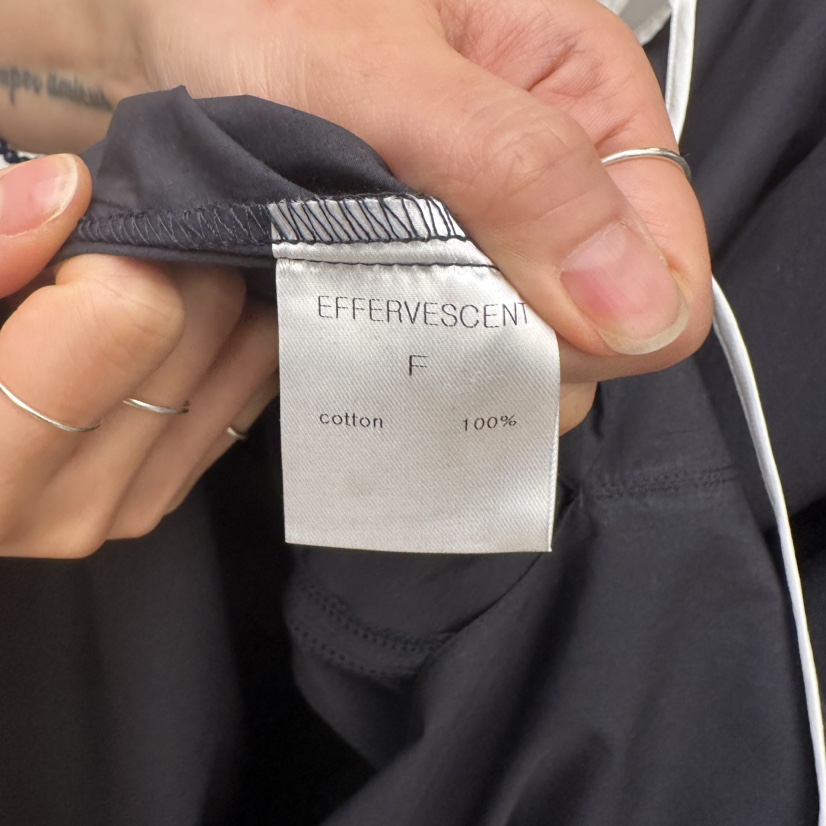 EFFERVESCENT
F
cotton 100%